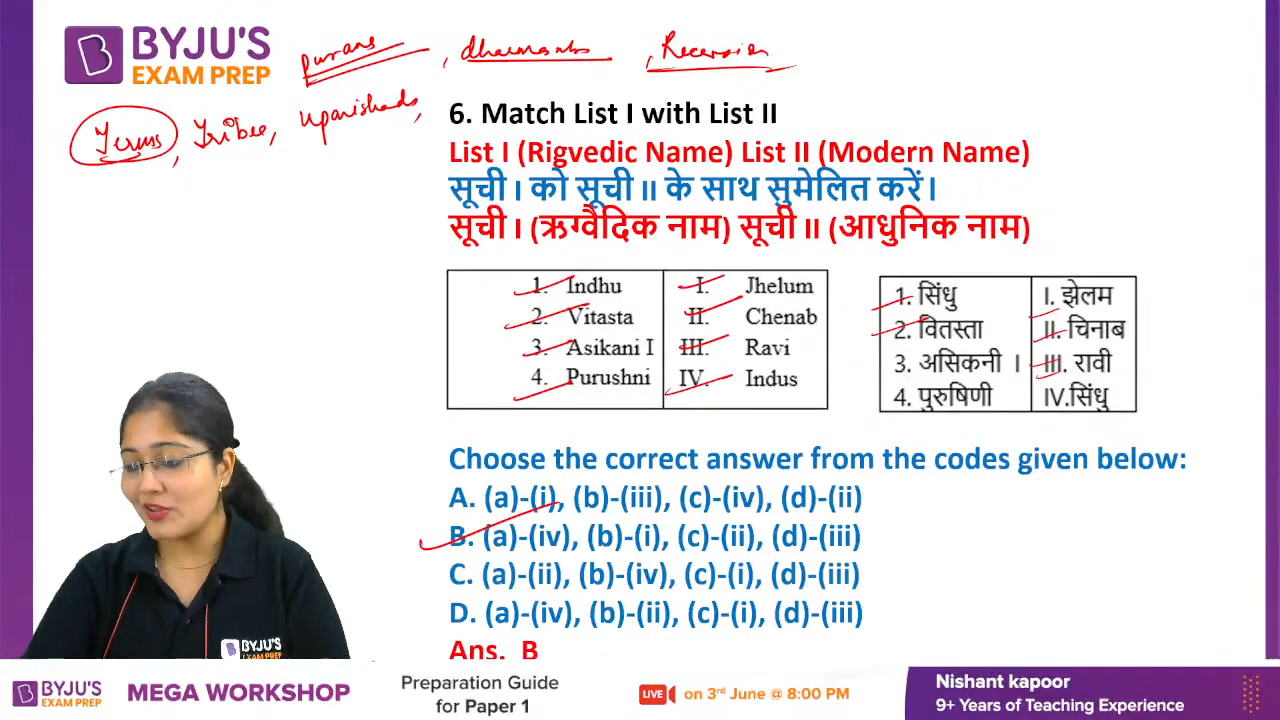 BYJU'S
EXAM PREP
purans, dharmasutras, Recension
Terms, Tribes, Upanishads,
6. Match List I with List II
List I (Rigvedic Name) List II (Modern Name)
सूची I को सूची II के साथ सुमेलित करें।
सूची I (ऋग्वैदिक नाम) सूची II (आधुनिक नाम)
1. Indhu I. Jhelum
2. Vitasta II. Chenab
3. Asikani I III. Ravi
4. Purushni IV. Indus
1. सिंधु I. झेलम
2. वितस्ता II. चिनाब
3. असिकनी I III. रावी
4. पुरुषिणी IV.सिंधु
Choose the correct answer from the codes given below:
A. (a)-(i), (b)-(iii), (c)-(iv), (d)-(ii)
B. (a)-(iv), (b)-(i), (c)-(ii), (d)-(iii)
C. (a)-(ii), (b)-(iv), (c)-(i), (d)-(iii)
D. (a)-(iv), (b)-(ii), (c)-(i), (d)-(iii)
Ans. B
BYJU'S
EXAM PREP
BYJU'S
EXAM PREP
MEGA WORKSHOP
Preparation Guide
for Paper 1
LIVE on 3rd June @ 8:00 PM
Nishant kapoor
9+ Years of Teaching Experience